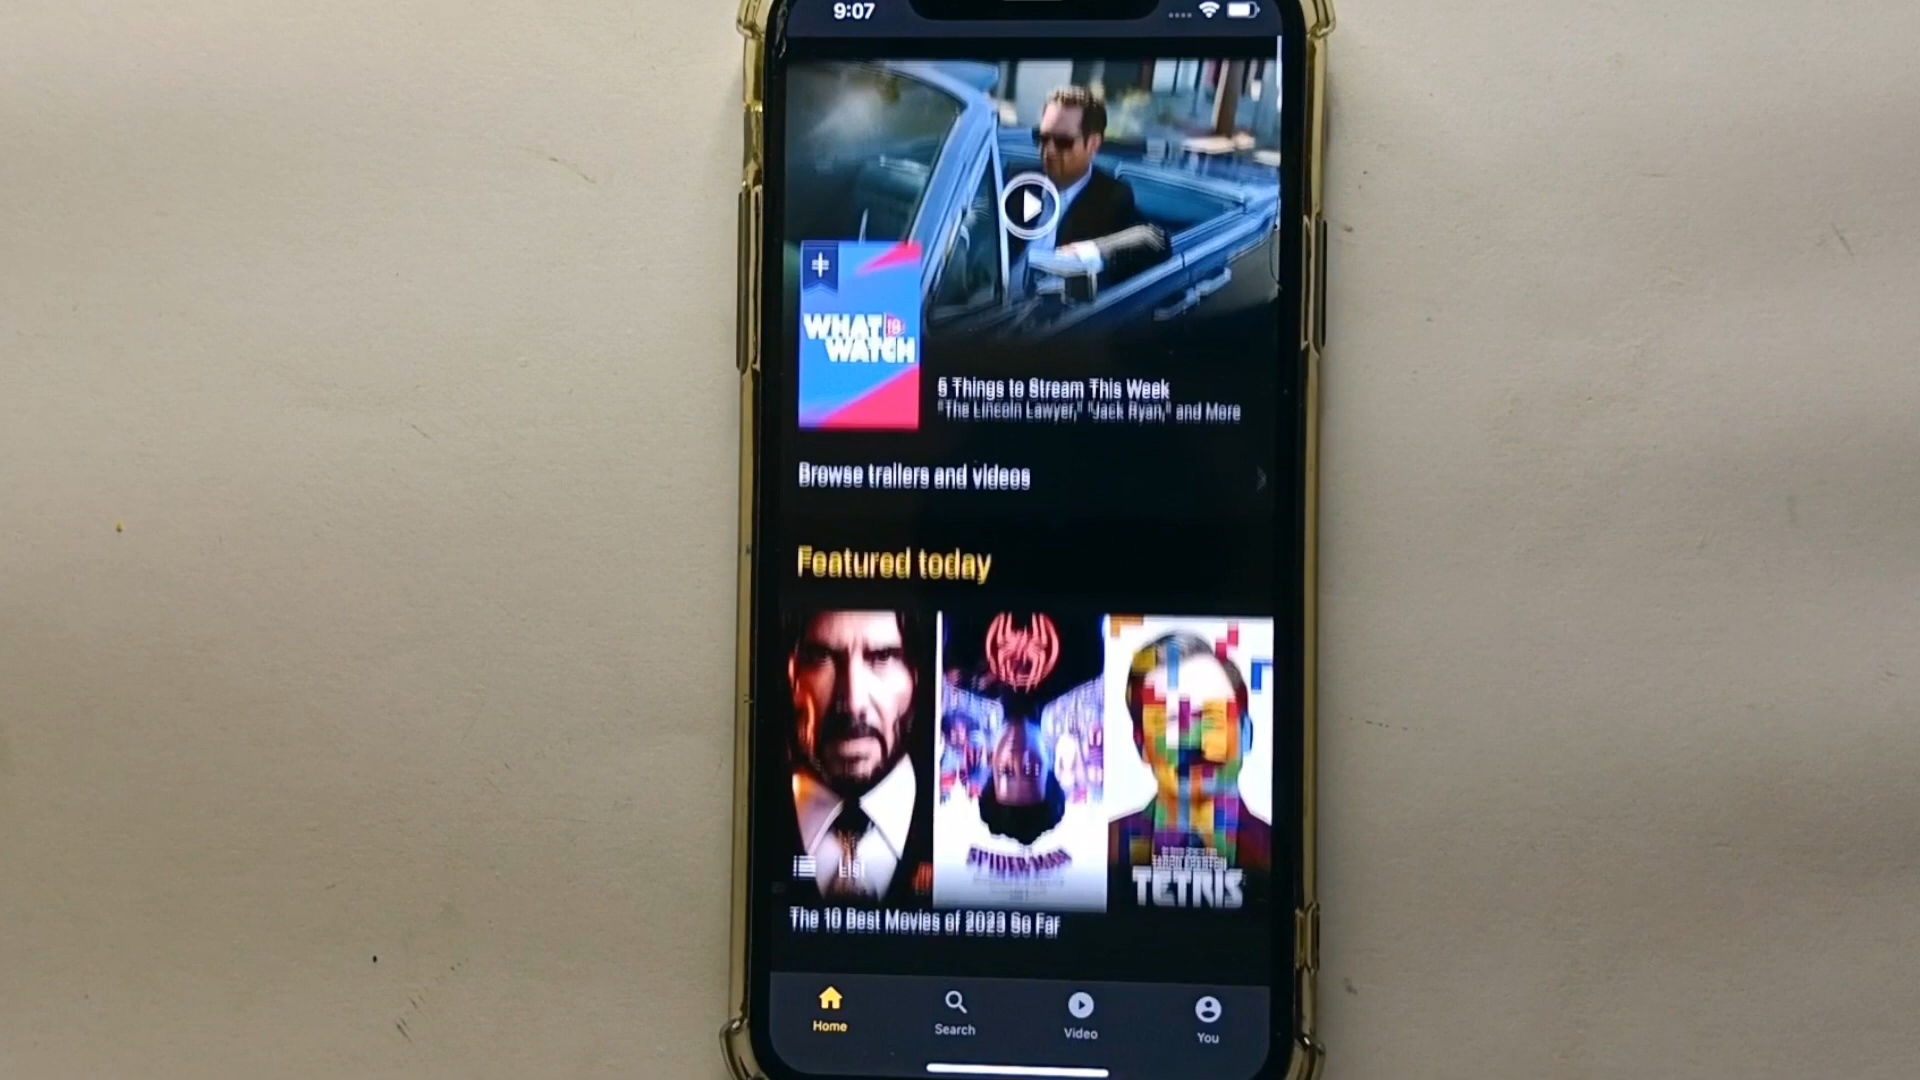 9:07
WHAT TO
WATCH
5 Things to Stream This Week
"The Lincoln Lawyer," "Jack Ryan," and More
Browse trailers and videos
Featured today
List
SPIDER-MAN
TETRIS
The 10 Best Movies of 2023 So Far
Home
Search
Video
You